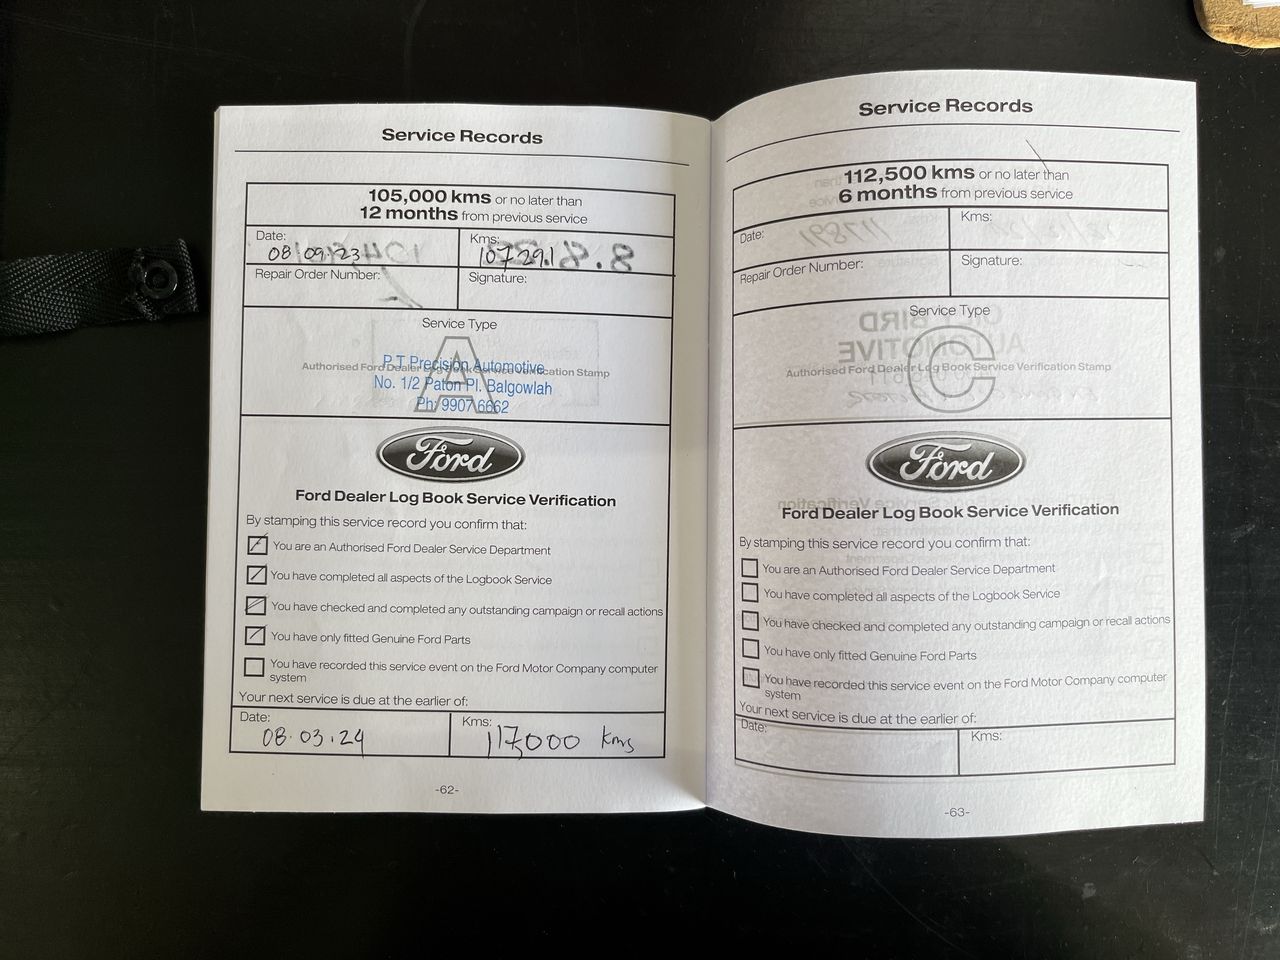 Service Records
105,000 kms or no later than
12 months from previous service
Date:
08/09/23
Kms:
107291
Repair Order Number:
Signature:
Service Type
A
Authorised Ford Dealer Log Book Service Verification Stamp
P.T.Precision Automotive
No. 1/2 Paton Pl. Balgowlah
Ph: 9907 6662
Ford
Ford Dealer Log Book Service Verification
By stamping this service record you confirm that:
You are an Authorised Ford Dealer Service Department
You have completed all aspects of the Logbook Service
You have checked and completed any outstanding campaign or recall actions
You have only fitted Genuine Ford Parts
You have recorded this service event on the Ford Motor Company computer
system
Your next service is due at the earlier of:
Date:
08.03.24
Kms:
117,000 kms
-62-
Service Records
112,500 kms or no later than
6 months from previous service
Date:
Kms:
Repair Order Number:
Signature:
Service Type
C
Authorised Ford Dealer Log Book Service Verification Stamp
Ford
Ford Dealer Log Book Service Verification
By stamping this service record you confirm that:
You are an Authorised Ford Dealer Service Department
You have completed all aspects of the Logbook Service
You have checked and completed any outstanding campaign or recall actions
You have only fitted Genuine Ford Parts
You have recorded this service event on the Ford Motor Company computer
system
Your next service is due at the earlier of:
Date:
Kms:
-63-